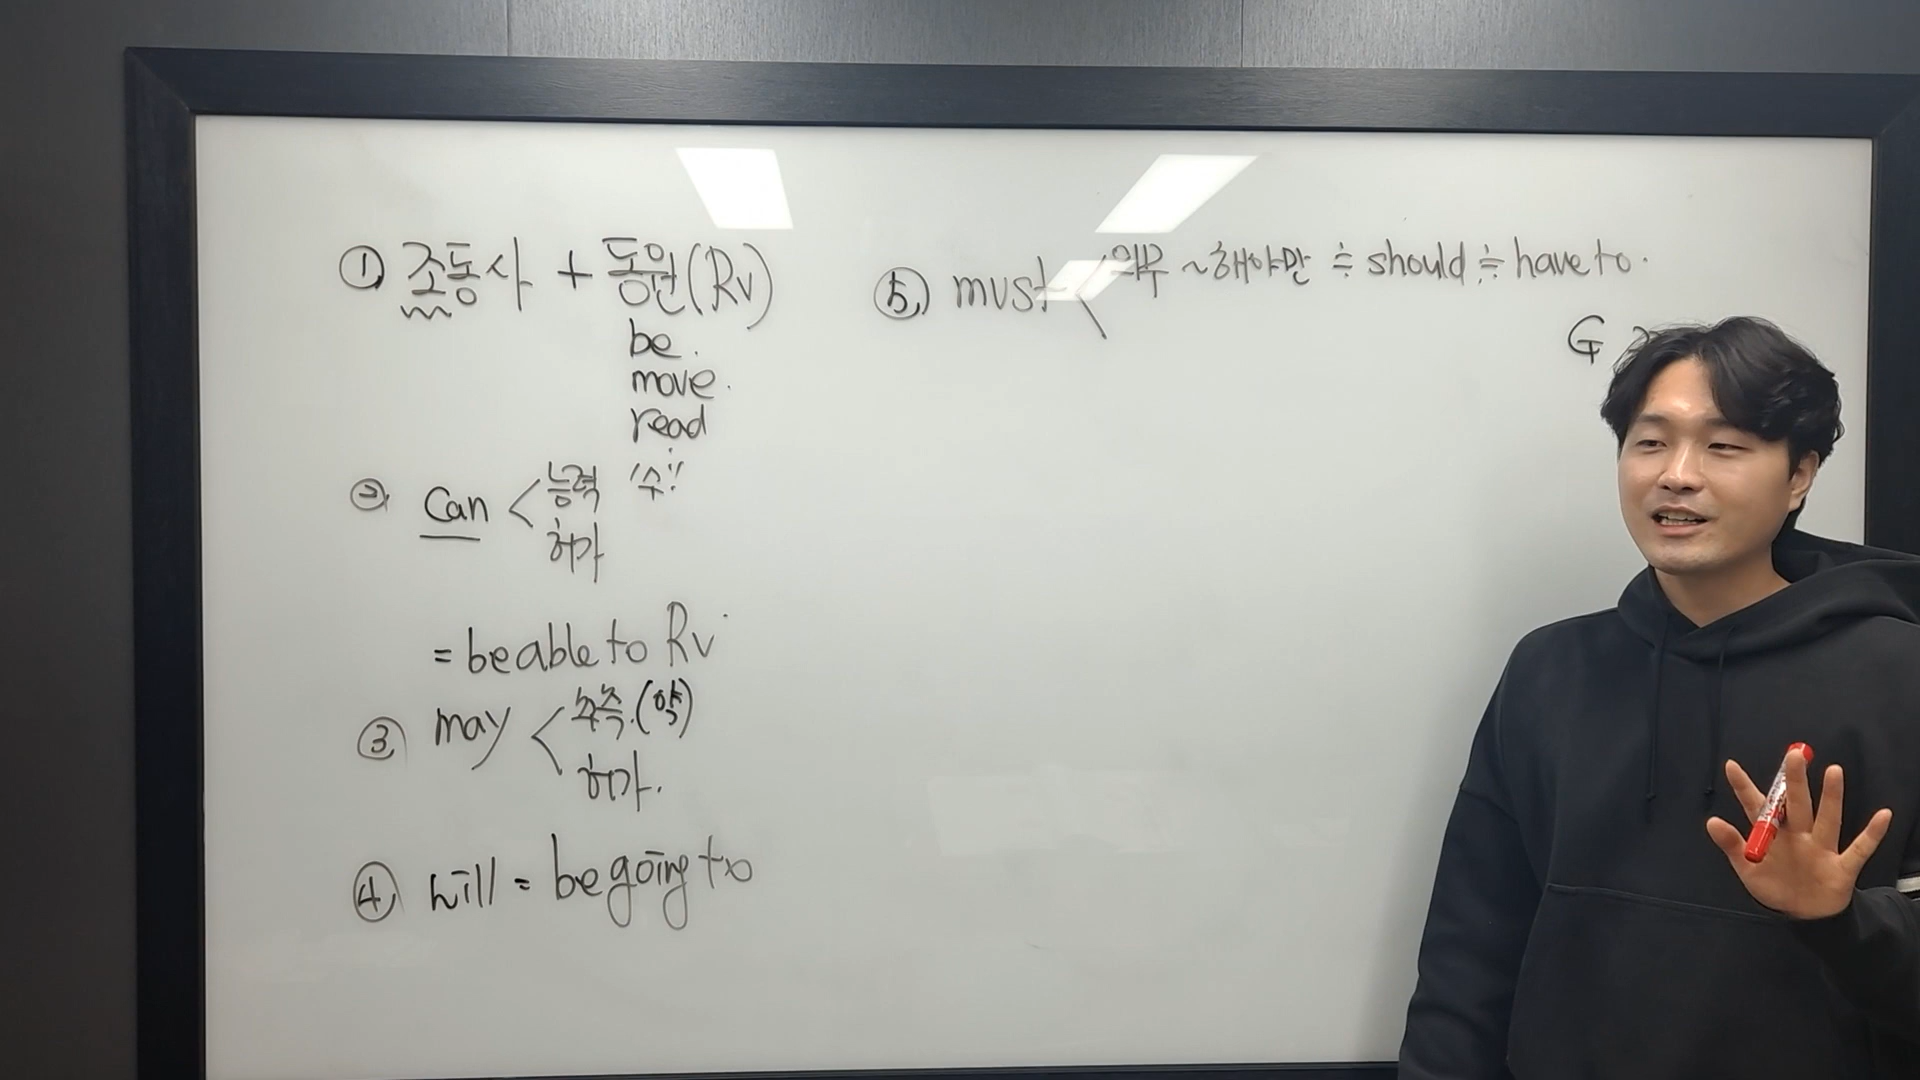 ① 조동사 + 동원(Rv)
be.
move.
read
② can < 능력 '수'!
허가
= be able to Rv
③ may < 추측.(약)
허가.
④ will = be going to
⑤ must < 의무 ~해야만 ≒ should ≒ have to.
G